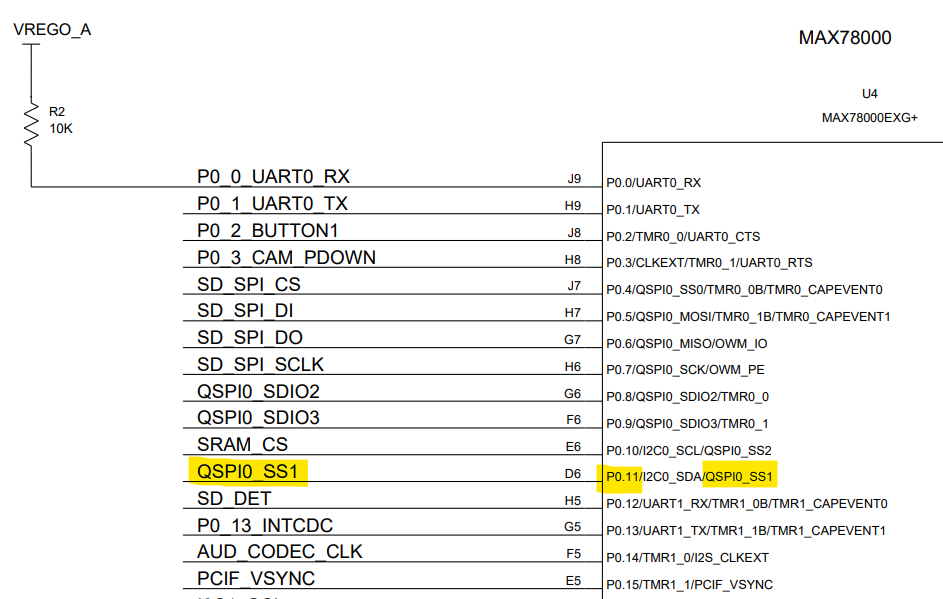 VREGO_A
MAX78000
R2
10K
U4
MAX78000EXG+
P0_0_UART0_RX J9 P0.0/UART0_RX
P0_1_UART0_TX H9 P0.1/UART0_TX
P0_2_BUTTON1 J8 P0.2/TMR0_0/UART0_CTS
P0_3_CAM_PDOWN H8 P0.3/CLKEXT/TMR0_1/UART0_RTS
SD_SPI_CS J7 P0.4/QSPI0_SS0/TMR0_0B/TMR0_CAPEVENT0
SD_SPI_DI H7 P0.5/QSPI0_MOSI/TMR0_1B/TMR0_CAPEVENT1
SD_SPI_DO G7 P0.6/QSPI0_MISO/OWM_IO
SD_SPI_SCLK H6 P0.7/QSPI0_SCK/OWM_PE
QSPI0_SDIO2 G6 P0.8/QSPI0_SDIO2/TMR0_0
QSPI0_SDIO3 F6 P0.9/QSPI0_SDIO3/TMR0_1
SRAM_CS E6 P0.10/I2C0_SCL/QSPI0_SS2
QSPI0_SS1 D6 P0.11/I2C0_SDA/QSPI0_SS1
SD_DET H5 P0.12/UART1_RX/TMR1_0B/TMR1_CAPEVENT0
P0_13_INTCDC G5 P0.13/UART1_TX/TMR1_1B/TMR1_CAPEVENT1
AUD_CODEC_CLK F5 P0.14/TMR1_0/I2S_CLKEXT
PCIF_VSYNC E5 P0.15/TMR1_1/PCIF_VSYNC